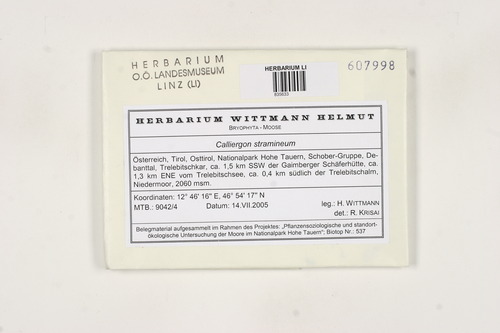 HERBARIUM
O.Ö. LANDESMUSEUM
LINZ (LI)
HERBARIUM LI
607998
HERBARIUM WITTMANN HELMUT
BRYOPHYTA - MOOSE
Calliergon stramineum
Österreich, Tirol, Osttirol, Nationalpark Hohe Tauern, Schober-Gruppe, De-
banttal, Trelebitschkar, ca. 1,5 km SSW der Gaimberger Schäferhütte, ca.
1,3 km ENE vom Trelebitschsee, ca. 0,4 km südlich der Trelebitschalm,
Niedermoor, 2060 msm.
Koordinaten: 12° 46' 16" E, 46° 54' 17" N
MTB.: 9042/4 Datum: 14.VII.2005
leg.: H. WITTMANN
det.: R. KRISAI
Belegmaterial aufgesammelt im Rahmen des Projektes: „Pflanzensoziologische und standort-
ökologische Untersuchung der Moore im Nationalpark Hohe Tauern"; Biotop Nr.: 537